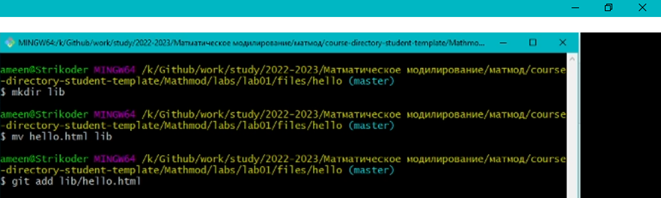 MINGW64:/k/Github/work/study/2022-2023/Матматическое модилирование/матмод/course-directory-student-template/Mathmod...
ameen@Strikoder MINGW64 /k/Github/work/study/2022-2023/Матматическое модилирование/матмод/course
-directory-student-template/Mathmod/labs/lab01/files/hello (master)
$ mkdir lib
ameen@Strikoder MINGW64 /k/Github/work/study/2022-2023/Матматическое модилирование/матмод/course
-directory-student-template/Mathmod/labs/lab01/files/hello (master)
$ mv hello.html lib
ameen@Strikoder MINGW64 /k/Github/work/study/2022-2023/Матматическое модилирование/матмод/course
-directory-student-template/Mathmod/labs/lab01/files/hello (master)
$ git add lib/hello.html